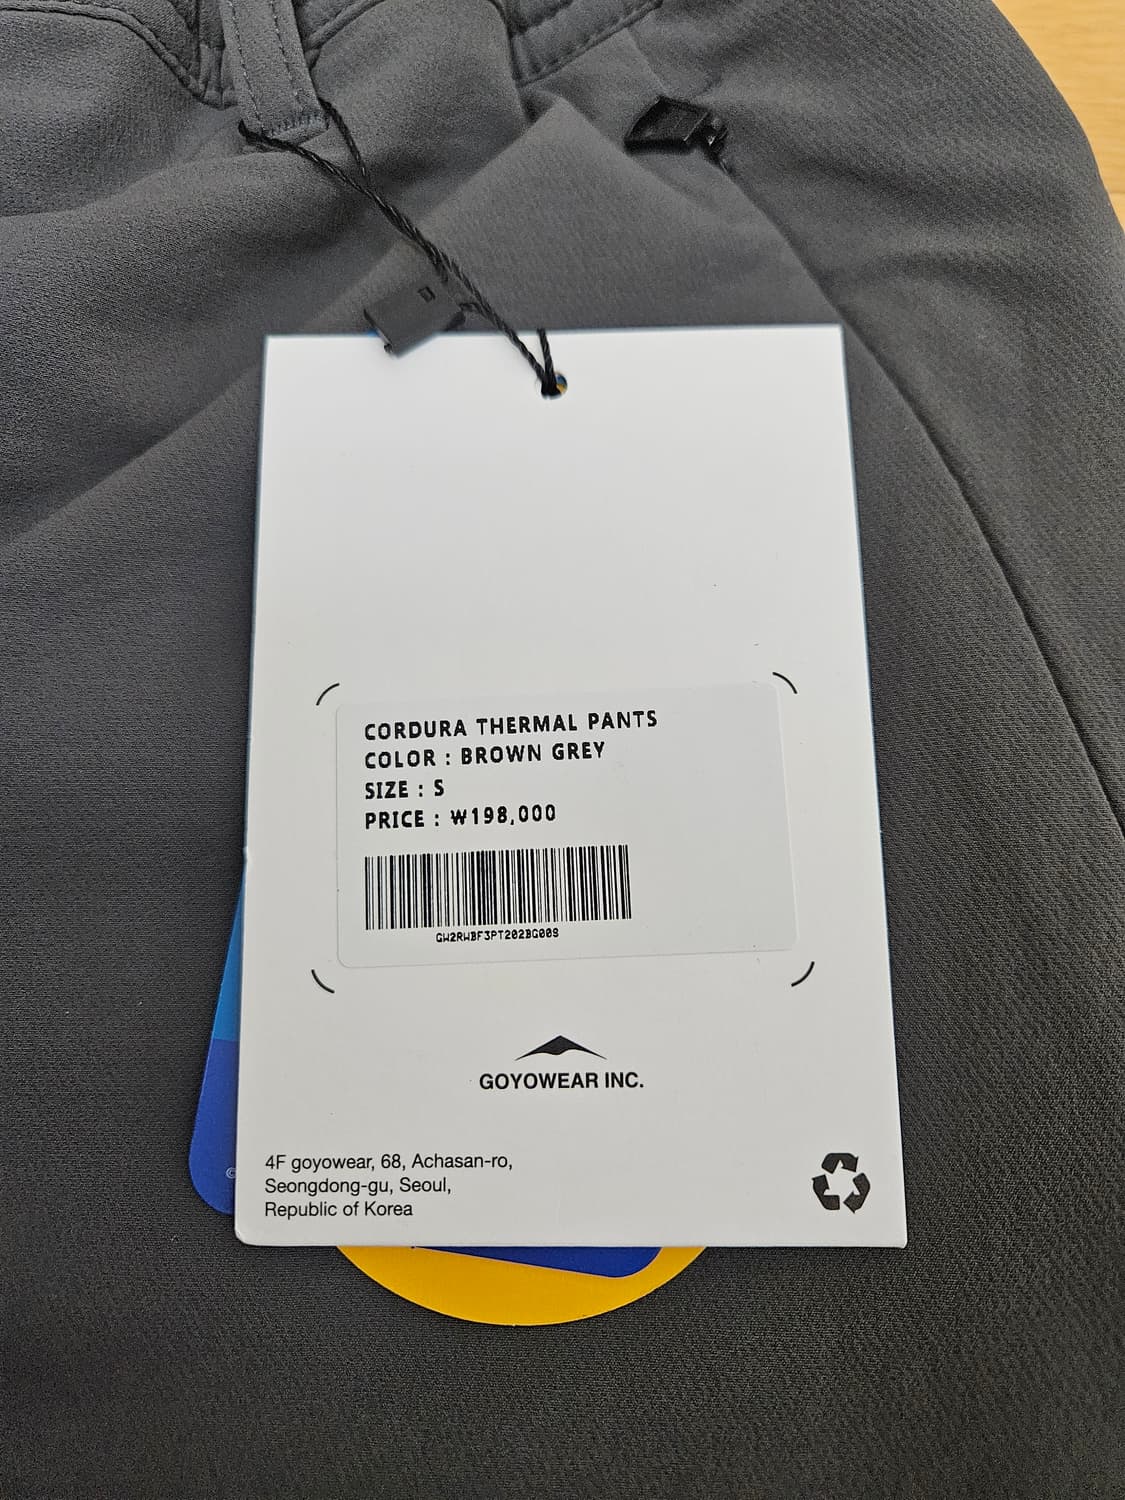 CORDURA THERMAL PANTS
COLOR : BROWN GREY
SIZE : S
PRICE : ₩198,000
GW2RWBF3PT202BG00S
GOYOWEAR INC.
4F goyowear, 68, Achasan-ro,
Seongdong-gu, Seoul,
Republic of Korea
©